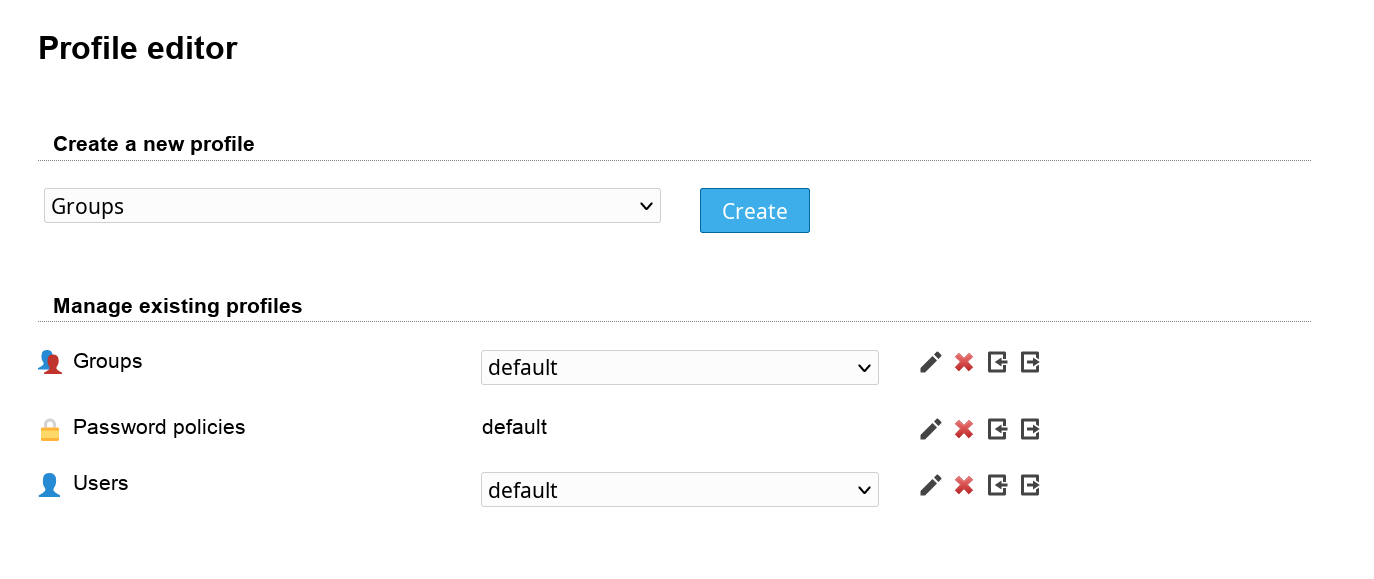 Profile editor
Create a new profile
Groups
Create
Manage existing profiles
Groups default
Password policies default
Users default